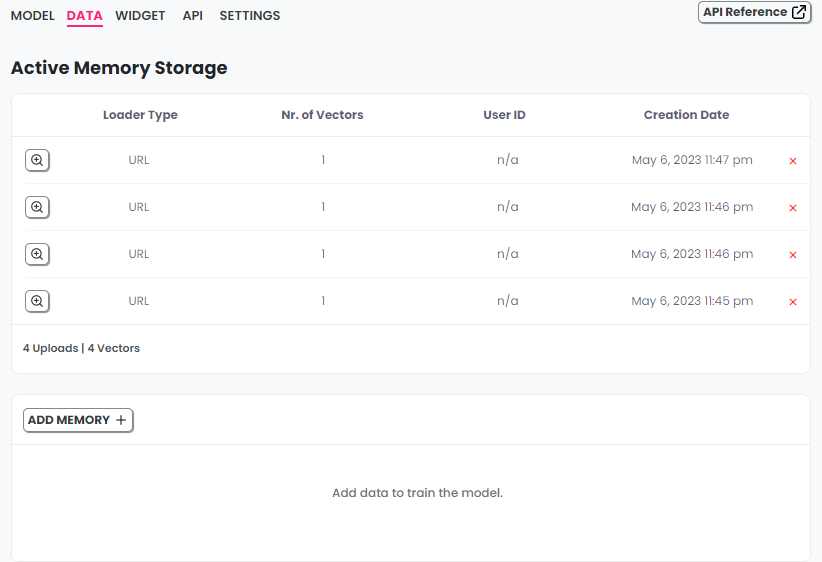 MODEL DATA WIDGET API SETTINGS API Reference
Active Memory Storage
Loader Type Nr. of Vectors User ID Creation Date
URL 1 n/a May 6, 2023 11:47 pm
URL 1 n/a May 6, 2023 11:46 pm
URL 1 n/a May 6, 2023 11:46 pm
URL 1 n/a May 6, 2023 11:45 pm
4 Uploads | 4 Vectors
ADD MEMORY +
Add data to train the model.